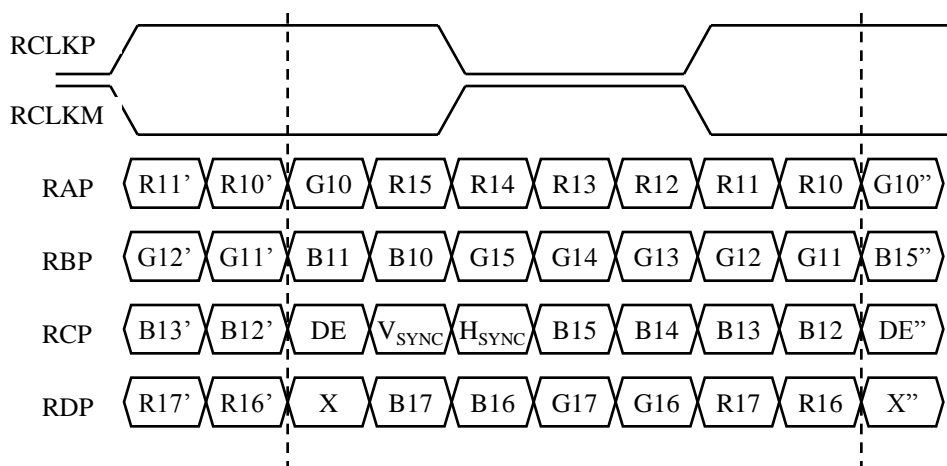 RCLKP
RCLKM
RAP R11’ R10’ G10 R15 R14 R13 R12 R11 R10 G10”
RBP G12’ G11’ B11 B10 G15 G14 G13 G12 G11 B15”
RCP B13’ B12’ DE VSYNC HSYNC B15 B14 B13 B12 DE”
RDP R17’ R16’ X B17 B16 G17 G16 R17 R16 X”